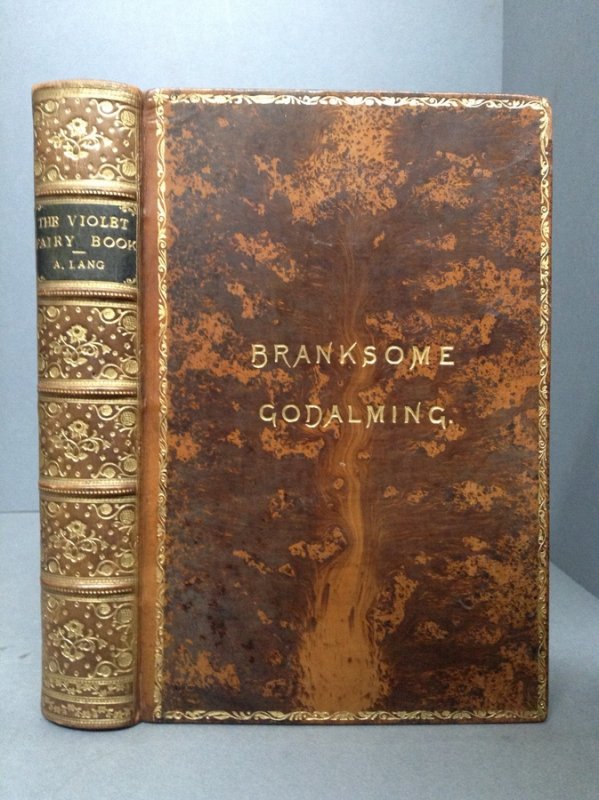 THE VIOLET
FAIRY BOOK
A. LANG
BRANKSOME
GODALMING.